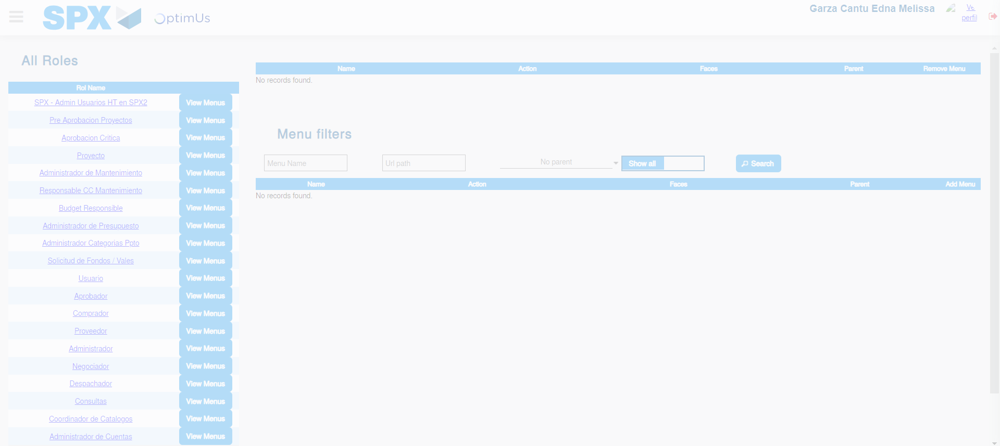 SPX
OptimUs
Garza Cantu Edna Melissa
perfil
All Roles
Rol Name
SPX - Admin Usuarios HT en SPX2 View Menus
Pre Aprobacion Proyectos View Menus
Aprobacion Critica View Menus
Proyecto View Menus
Administrador de Mantenimiento View Menus
Responsable CC Mantenimiento View Menus
Budget Responsible View Menus
Administrador de Presupuesto View Menus
Administrador Categorias Ppto View Menus
Solicitud de Fondos / Vales View Menus
Usuario View Menus
Aprobador View Menus
Comprador View Menus
Proveedor View Menus
Administrador View Menus
Negociador View Menus
Despachador View Menus
Consultas View Menus
Coordinador de Catalogos View Menus
Administrador de Cuentas View Menus
Name Action Faces Parent Remove Menu
No records found.
Menu filters
Menu Name Url path No parent Show all Search
Name Action Faces Parent Add Menu
No records found.